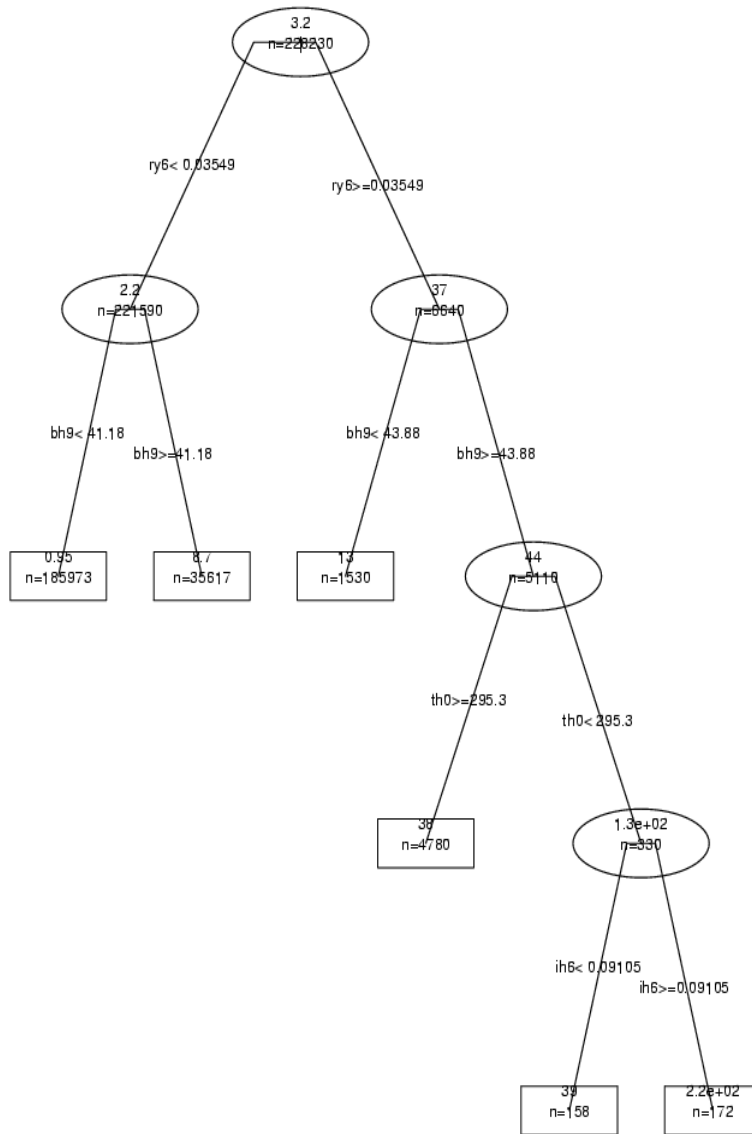 3.2
n=228230
ry6< 0.03549
ry6>=0.03549
2.2
n=221590
37
n=6640
bh9< 41.18
bh9>=41.18
bh9< 43.88
bh9>=43.88
0.95
n=185973
8.7
n=35617
13
n=1530
44
n=5110
th0>=295.3
th0< 295.3
38
n=4780
1.3e+02
n=330
ih6< 0.09105
ih6>=0.09105
39
n=158
2.2e+02
n=172